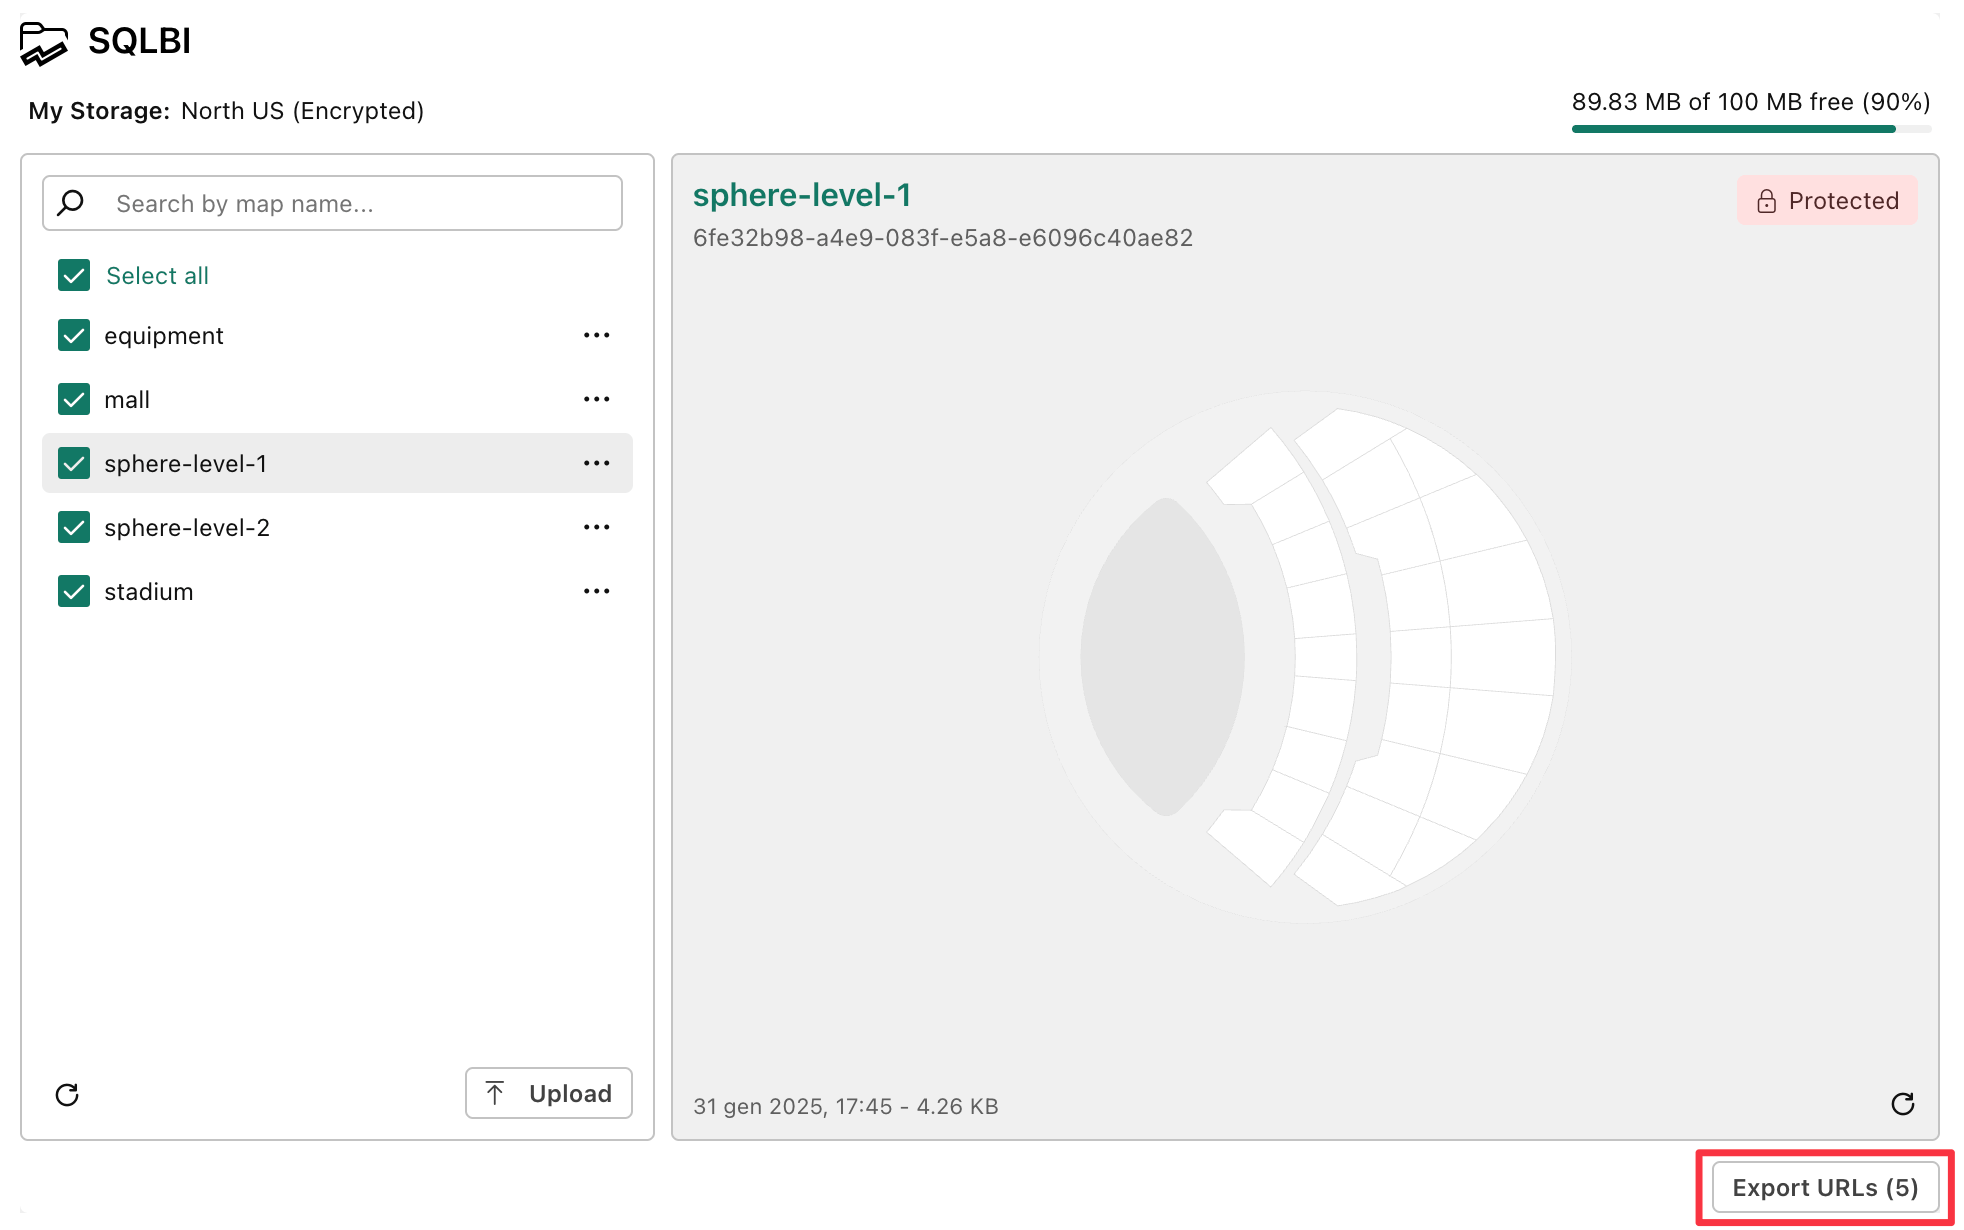 SQLBI
My Storage: North US (Encrypted)
89.83 MB of 100 MB free (90%)
Search by map name...
Select all
equipment
mall
sphere-level-1
sphere-level-2
stadium
Upload
sphere-level-1
6fe32b98-a4e9-083f-e5a8-e6096c40ae82
Protected
31 gen 2025, 17:45 - 4.26 KB
Export URLs (5)